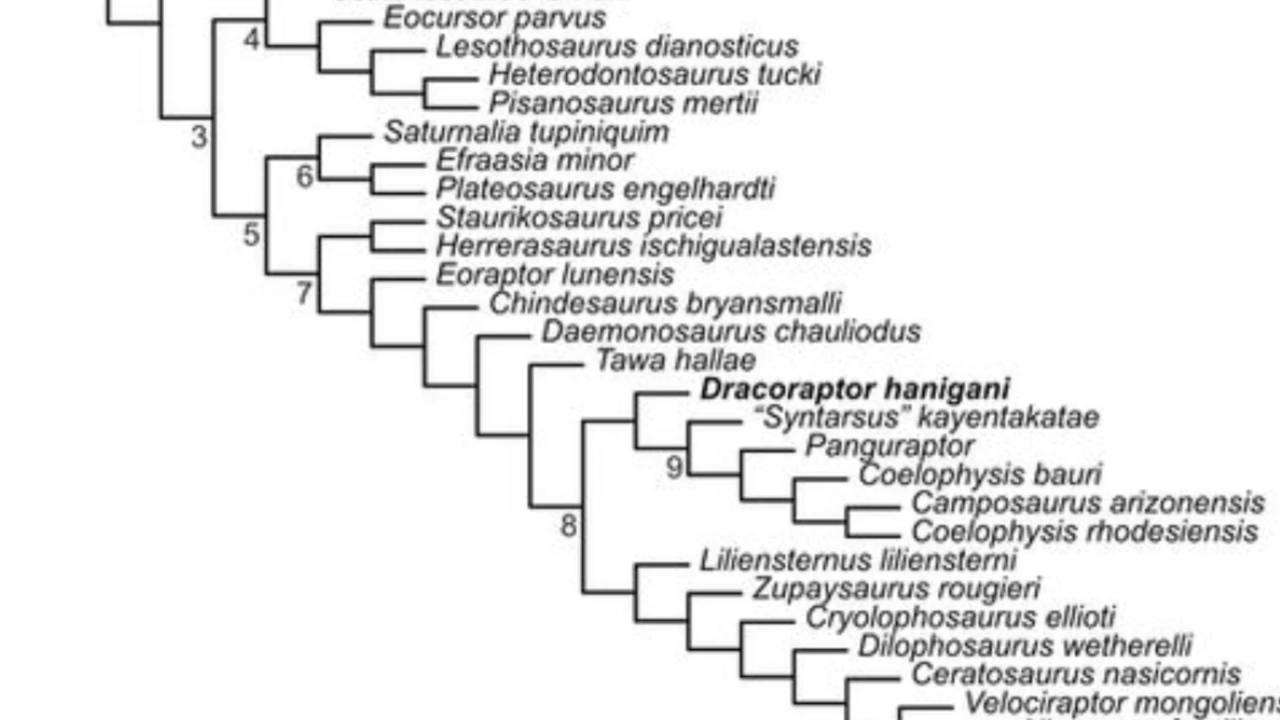 Eocursor parvus
4
Lesothosaurus dianosticus
Heterodontosaurus tucki
Pisanosaurus mertii
3
Saturnalia tupiniquim
Efraasia minor
6
Plateosaurus engelhardti
Staurikosaurus pricei
5
Herrerasaurus ischigualastensis
Eoraptor lunensis
7
Chindesaurus bryansmalli
Daemonosaurus chauliodus
Tawa hallae
Dracoraptor hanigani
“Syntarsus” kayentakatae
Panguraptor
9
Coelophysis bauri
Camposaurus arizonensis
8
Coelophysis rhodesiensis
Liliensternus liliensterni
Zupaysaurus rougieri
Cryolophosaurus ellioti
Dilophosaurus wetherelli
Ceratosaurus nasicornis
Velociraptor mongoliens